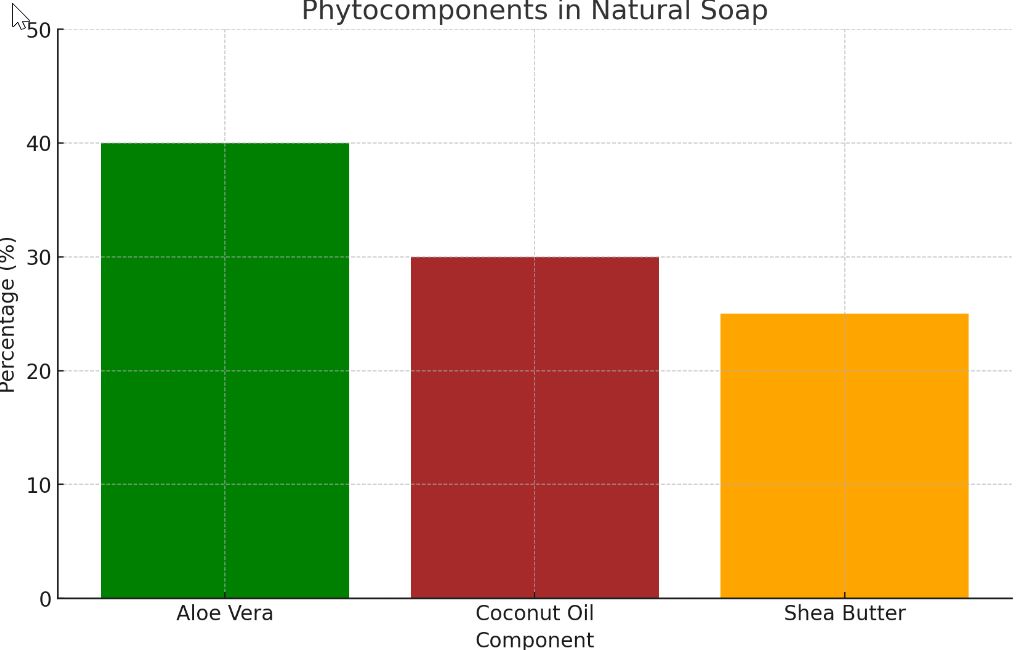 Phytocomponents in Natural Soap
50
40
30
20
10
0
Percentage (%)
Aloe Vera
Coconut Oil
Shea Butter
Component